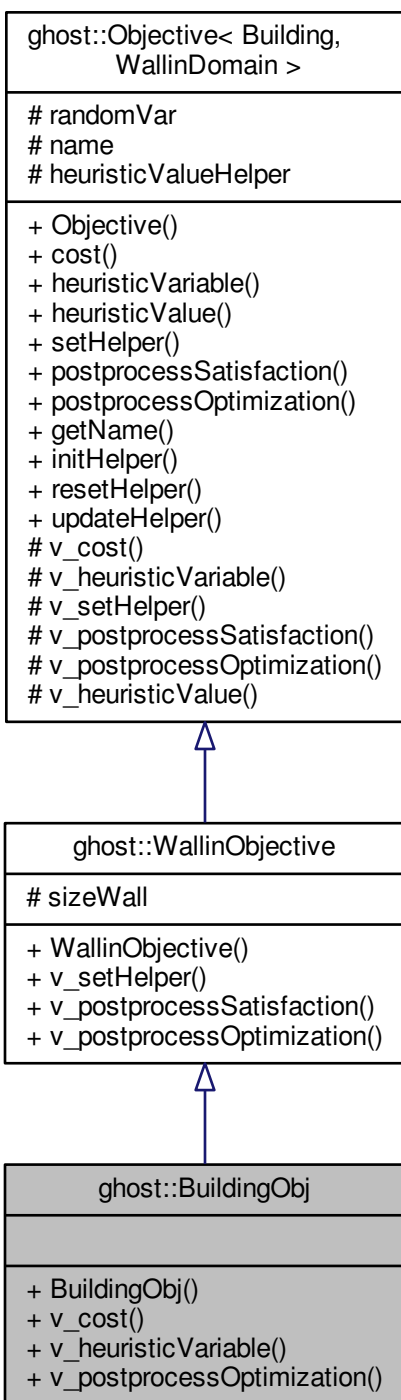 ghost::Objective< Building,
WallinDomain >
# randomVar
# name
# heuristicValueHelper
+ Objective()
+ cost()
+ heuristicVariable()
+ heuristicValue()
+ setHelper()
+ postprocessSatisfaction()
+ postprocessOptimization()
+ getName()
+ initHelper()
+ resetHelper()
+ updateHelper()
# v_cost()
# v_heuristicVariable()
# v_setHelper()
# v_postprocessSatisfaction()
# v_postprocessOptimization()
# v_heuristicValue()
ghost::WallinObjective
# sizeWall
+ WallinObjective()
+ v_setHelper()
+ v_postprocessSatisfaction()
+ v_postprocessOptimization()
ghost::BuildingObj
+ BuildingObj()
+ v_cost()
+ v_heuristicVariable()
+ v_postprocessOptimization()